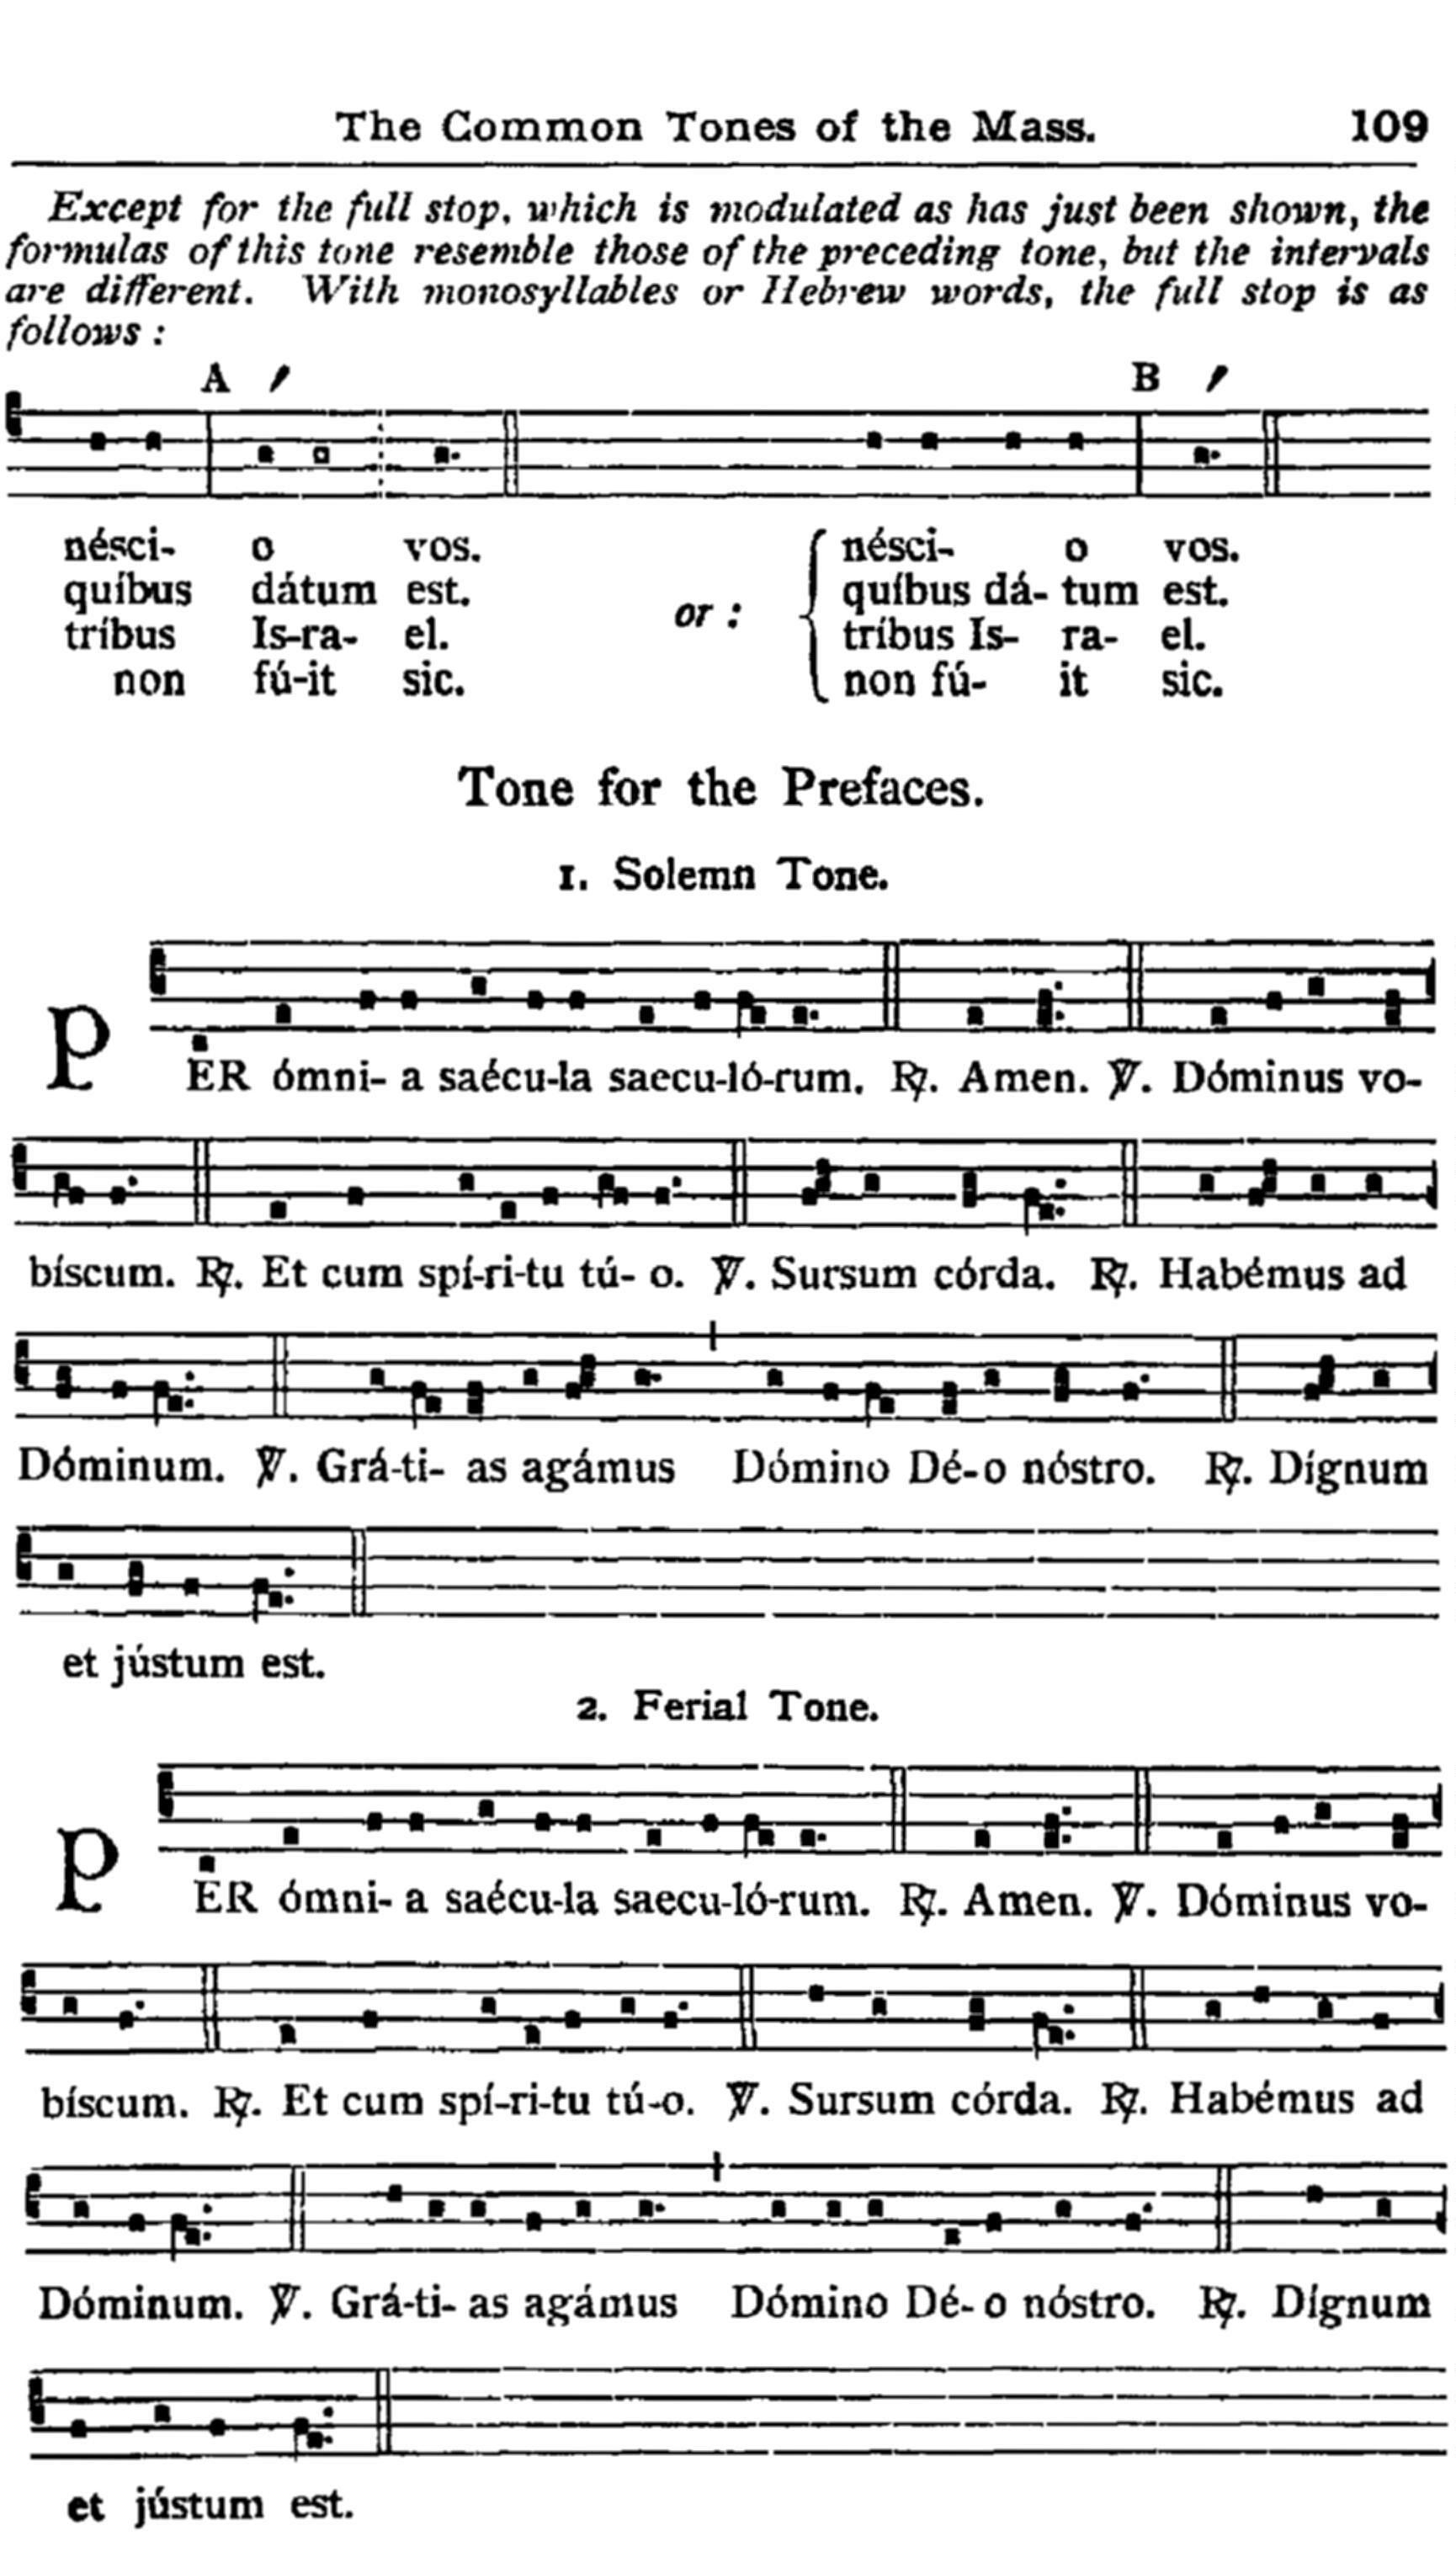 The Common Tones of the Mass. 109
Except for the full stop, which is modulated as has just been shown, the
formulas of this tone resemble those of the preceding tone, but the intervals
are different. With monosyllables or Hebrew words, the full stop is as
follows :
A B
nésci- o vos. nésci- o vos.
quíbus dátum est. quíbus dá- tum est.
or :
tríbus Is-ra- el. tríbus Is- ra- el.
non fú-it sic. non fú- it sic.
Tone for the Prefaces.
1. Solemn Tone.
PER ómni- a saécu-la saecu-ló-rum. ℟. Amen. ℣. Dóminus vo-
bíscum. ℟. Et cum spí-ri-tu tú- o. ℣. Sursum córda. ℟. Habémus ad
Dóminum. ℣. Grá-ti- as agámus Dómino Dé-o nóstro. ℟. Dígnum
et jústum est.
2. Ferial Tone.
PER ómni- a saécu-la saecu-ló-rum. ℟. Amen. ℣. Dóminus vo-
bíscum. ℟. Et cum spí-ri-tu tú-o. ℣. Sursum córda. ℟. Habémus ad
Dóminum. ℣. Grá-ti- as agámus Dómino Dé- o nóstro. ℟. Dígnum
et jústum est.